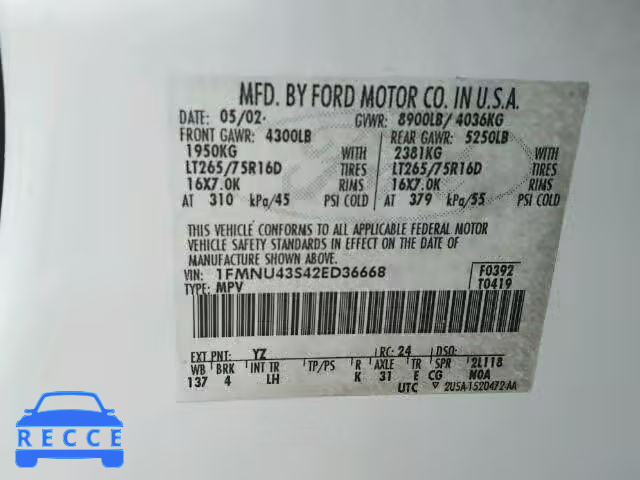 MFD. BY FORD MOTOR CO. IN U.S.A.
DATE: 05/02 GVWR: 8900LB/ 4036KG
FRONT GAWR: 4300LB REAR GAWR: 5250LB
1950KG WITH 2381KG WITH
LT265/75R16D TIRES LT265/75R16D TIRES
16X7.0K RIMS 16X7.0K RIMS
AT 310 kPa/45 PSI COLD AT 379 kPa/55 PSI COLD
THIS VEHICLE CONFORMS TO ALL APPLICABLE FEDERAL MOTOR
VEHICLE SAFETY STANDARDS IN EFFECT ON THE DATE OF
MANUFACTURE SHOWN ABOVE.
VIN: 1FMNU43S42ED36668 F0392
TYPE: MPV T0419
EXT PNT: YZ RC: 24 DSO:
WB BRK INT TR TP/PS R AXLE TR SPR 2L118
137 4 LH K 31 E CG NOA
UTC 2U5A-1520472-AA
RECCE